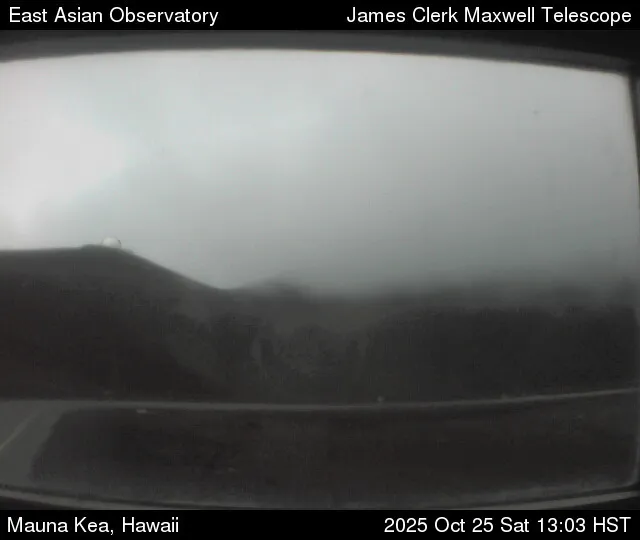 East Asian Observatory
James Clerk Maxwell Telescope
Mauna Kea, Hawaii
2025 Oct 25 Sat 13:03 HST